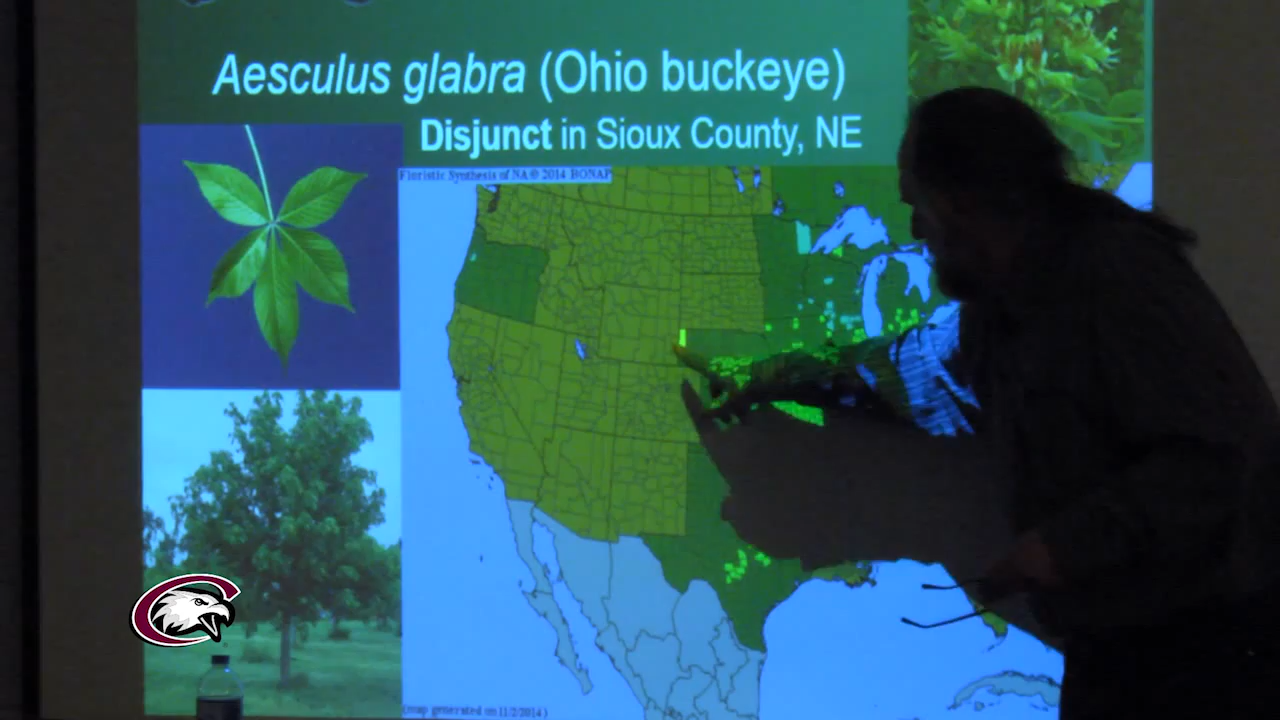 Aesculus glabra (Ohio buckeye)
Disjunct in Sioux County, NE
Floristic Synthesis of NA © 2014 BONAP
(map generated on 11/2/2014)